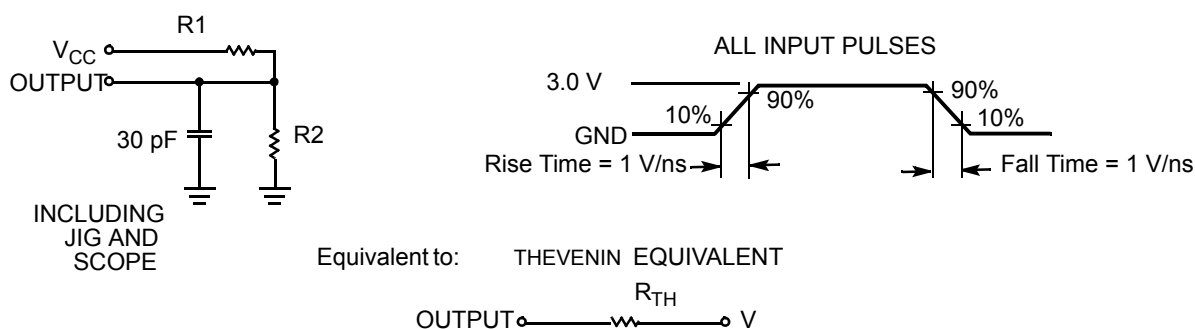 R1
V_CC
OUTPUT
30 pF
R2
INCLUDING
JIG AND
SCOPE
ALL INPUT PULSES
3.0 V
GND
10%
90%
90%
10%
Rise Time = 1 V/ns
Fall Time = 1 V/ns
Equivalent to: THEVENIN EQUIVALENT
R_TH
OUTPUT
V